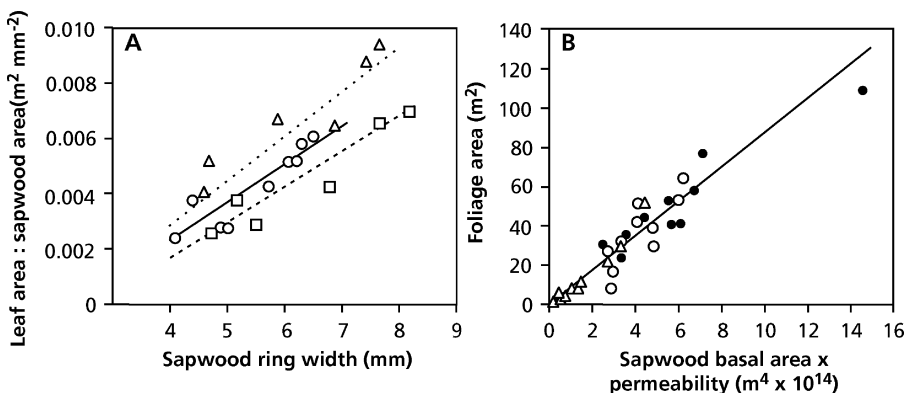 A
Leaf area : sapwood area(m² mm⁻²)
0.010
0.008
0.006
0.004
0.002
0
4 5 6 7 8 9
Sapwood ring width (mm)
B
Foliage area (m²)
140
120
100
80
60
40
20
0
0 2 4 6 8 10 12 14 16
Sapwood basal area x
permeability (m⁴ x 10¹⁴)